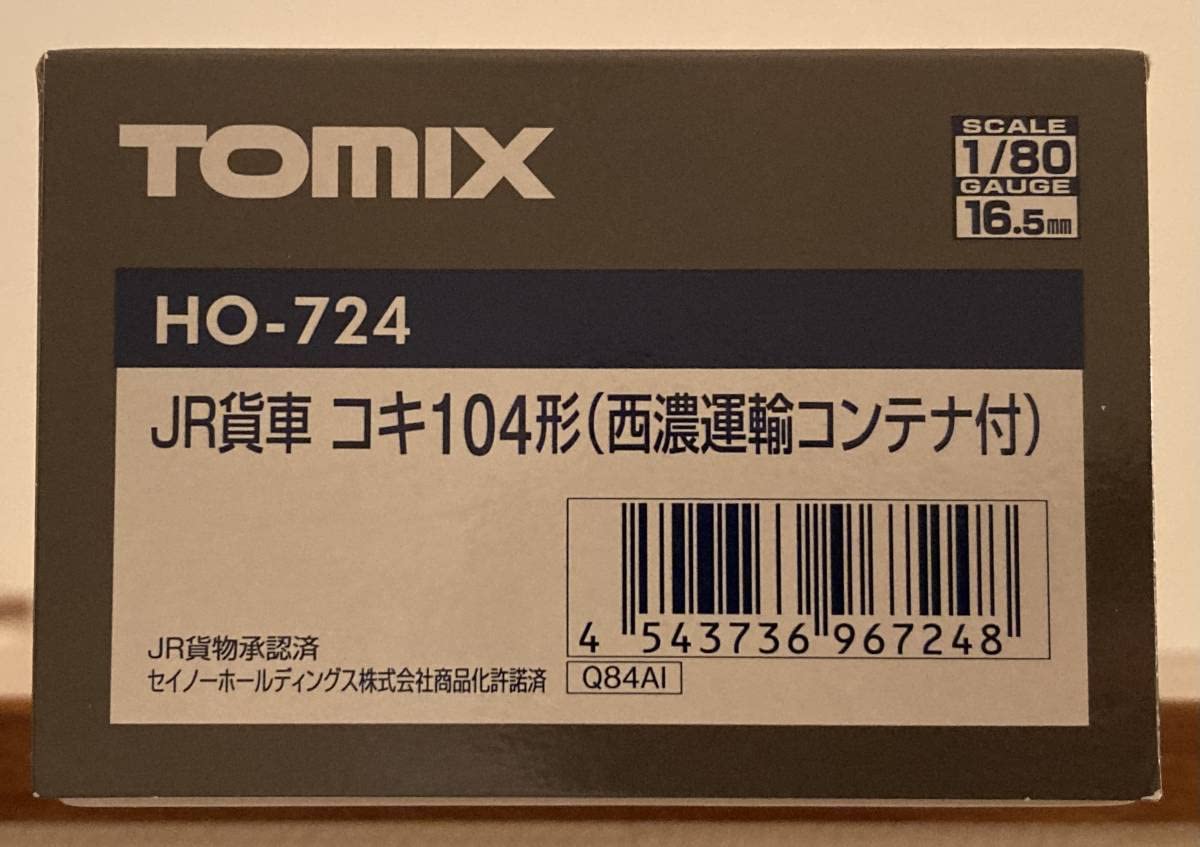 TOMIX
SCALE
1/80
GAUGE
16.5mm
HO-724
JR貨車 コキ104形(西濃運輸コンテナ付)
4 543736 967248
JR貨物承認済
セイノーホールディングス株式会社商品化許諾済
Q84AI